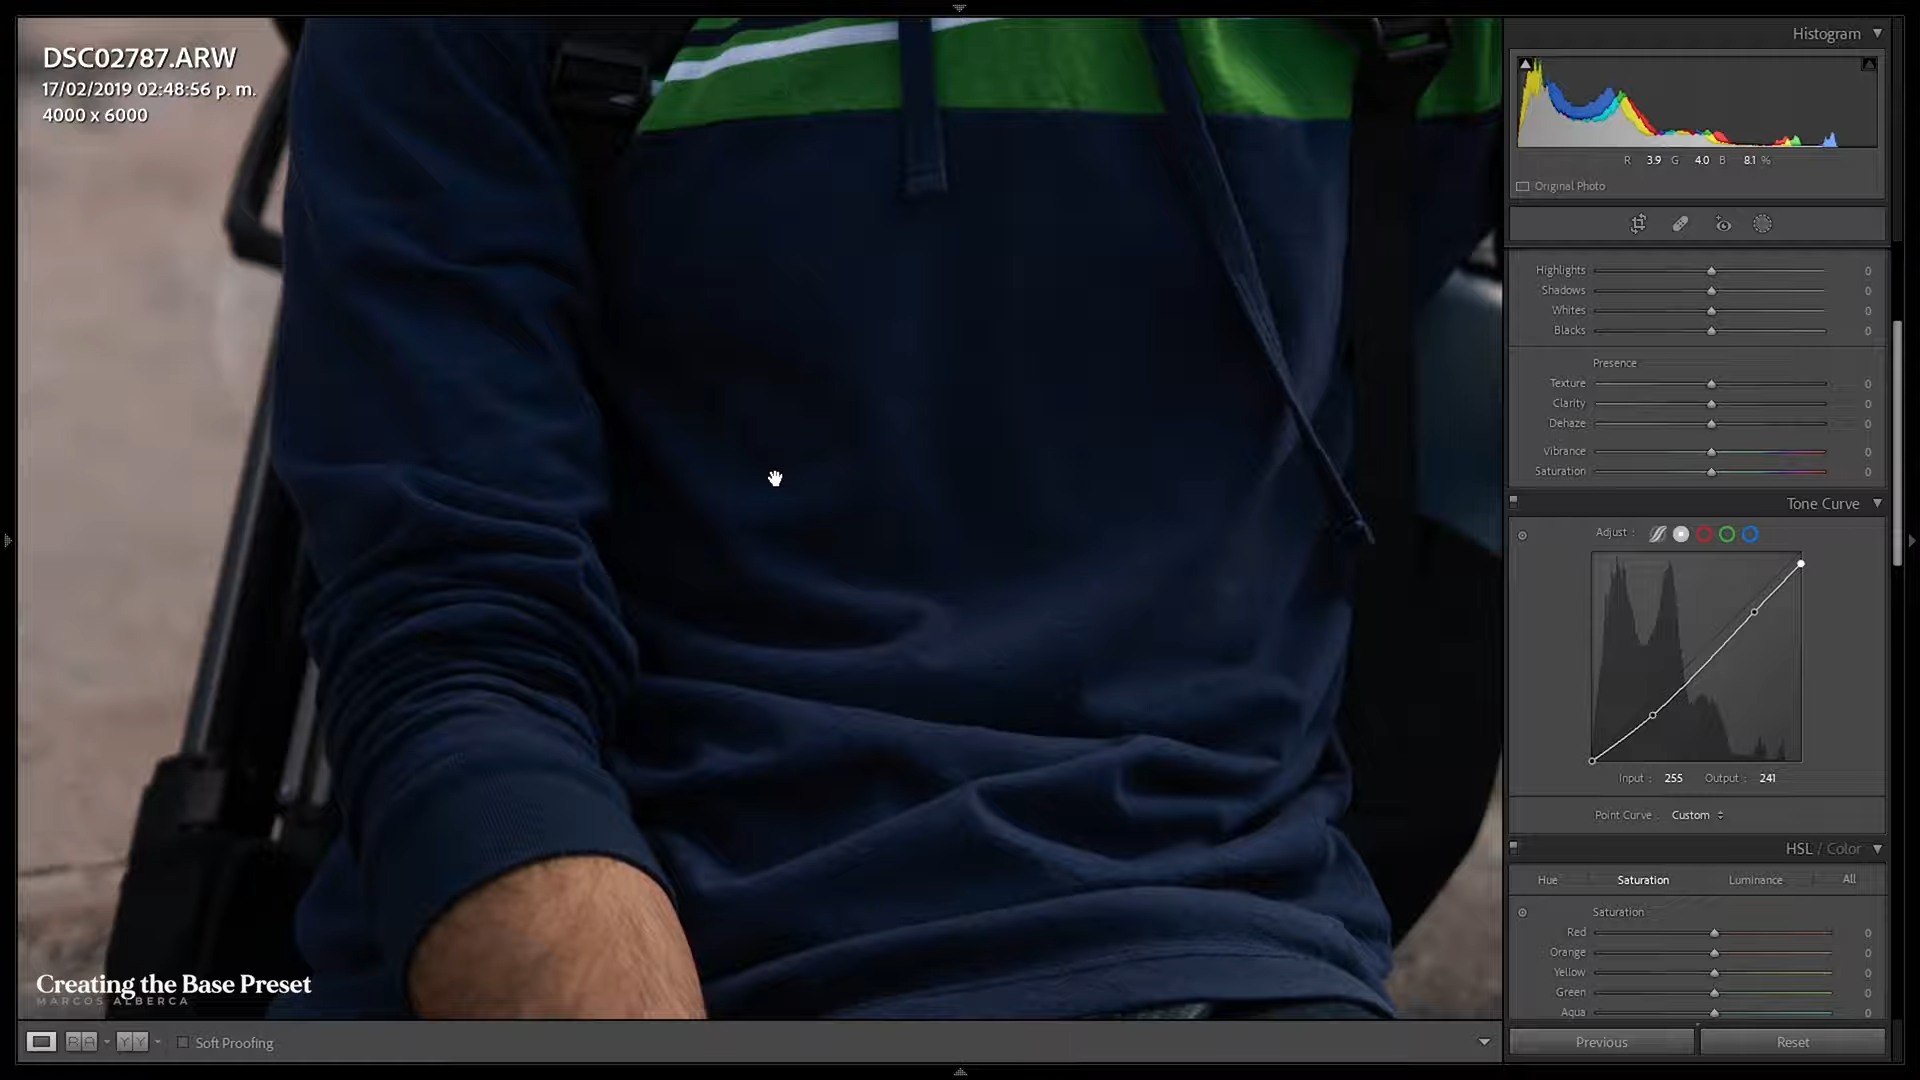 DSC02787.ARW
17/02/2019 02:48:56 p. m.
4000 x 6000
Histogram
R 3.9 G 4.0 B 8.1 %
Original Photo
Highlights 0
Shadows 0
Whites 0
Blacks 0
Presence
Texture 0
Clarity 0
Dehaze 0
Vibrance 0
Saturation 0
Tone Curve
Adjust :
Input : 255 Output : 241
Point Curve : Custom
HSL / Color
Hue Saturation Luminance All
Saturation
Red 0
Orange 0
Yellow 0
Green 0
Aqua 0
Creating the Base Preset
MARCOS ALBERCA
R A Y Y Soft Proofing
Previous Reset